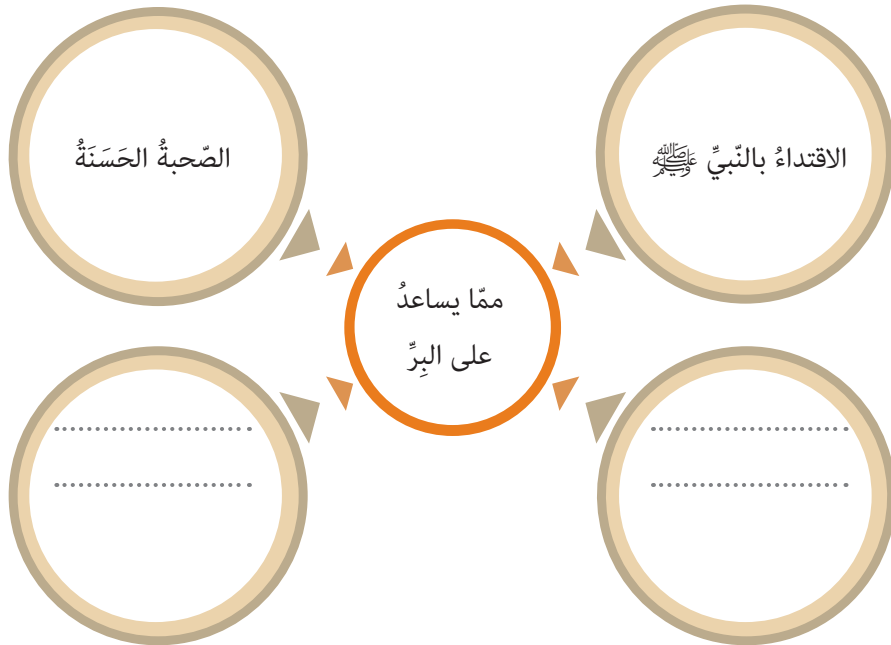 الاقتداءُ بالنّبيِّ ﷺ
الصّحبةُ الحَسَنَةُ
ممّا يساعدُ
على البِرِّ
........................
........................
........................
........................